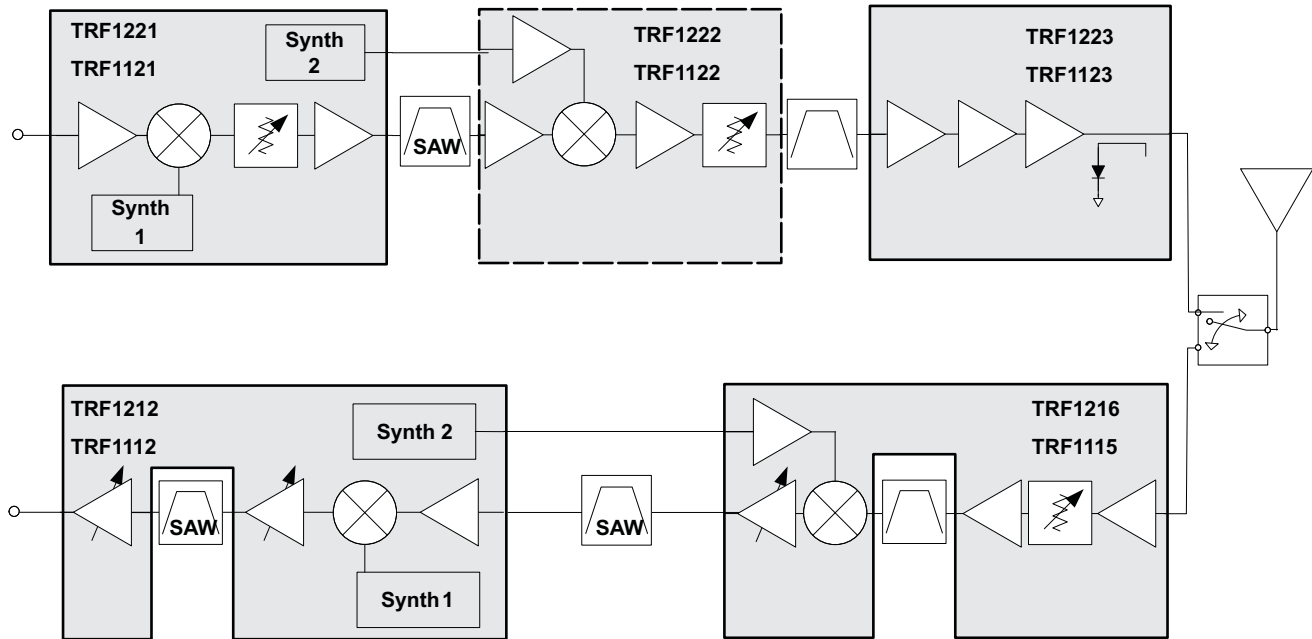 TRF1221
TRF1121
Synth
2
Synth
1
SAW
TRF1222
TRF1122
TRF1223
TRF1123
TRF1212
TRF1112
SAW
Synth 2
Synth 1
SAW
TRF1216
TRF1115